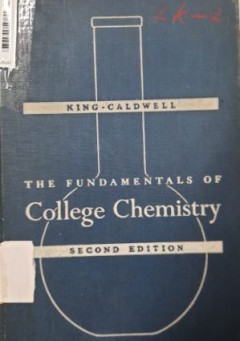 KING-CALDWELL
THE FUNDAMENTALS OF
College Chemistry
SECOND EDITION